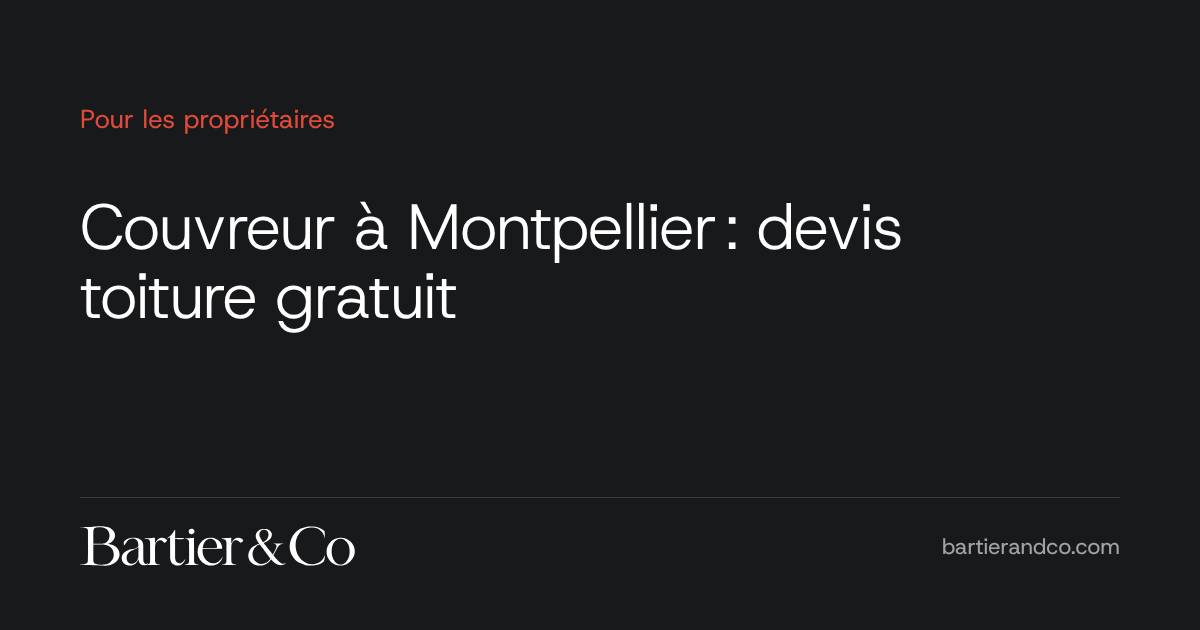 Pour les propriétaires
Couvreur à Montpellier : devis
toiture gratuit
Bartier & Co
bartierandco.com